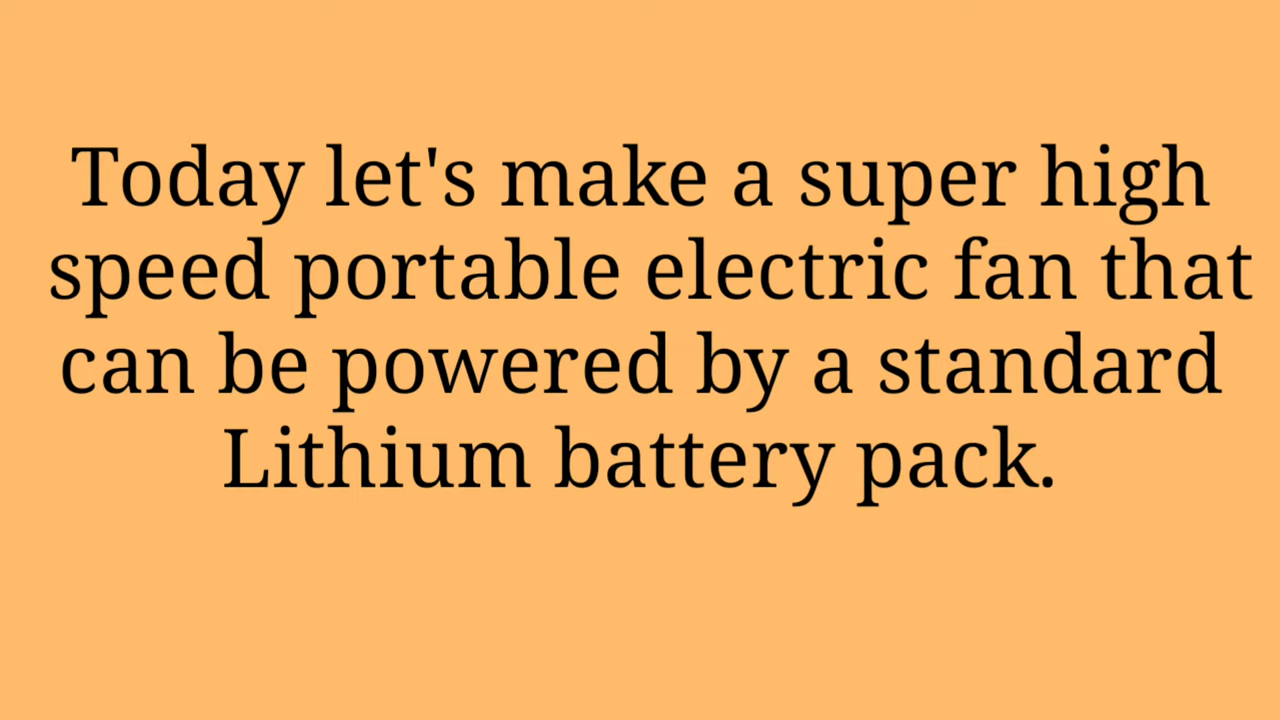 Today let's make a super high
speed portable electric fan that
can be powered by a standard
Lithium battery pack.